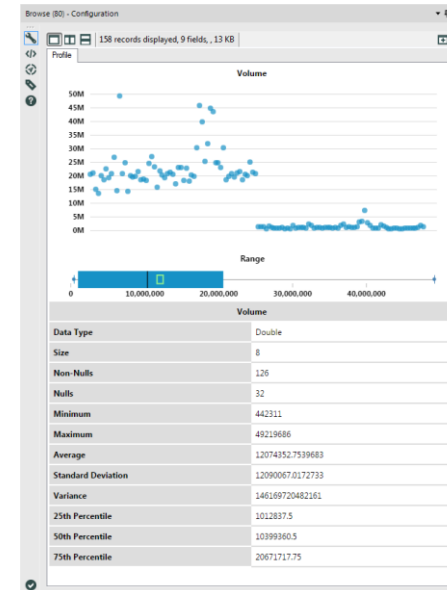 Browse (80) - Configuration
158 records displayed, 9 fields, , 13 KB
Profile
Volume
50M
45M
40M
35M
30M
25M
20M
15M
10M
5M
0M
Range
0 10,000,000 20,000,000 30,000,000 40,000,000
Volume
Data Type Double
Size 8
Non-Nulls 126
Nulls 32
Minimum 442311
Maximum 49219686
Average 12074352.7539683
Standard Deviation 12090067.0172733
Variance 146169720482161
25th Percentile 1012837.5
50th Percentile 10399360.5
75th Percentile 20671717.75